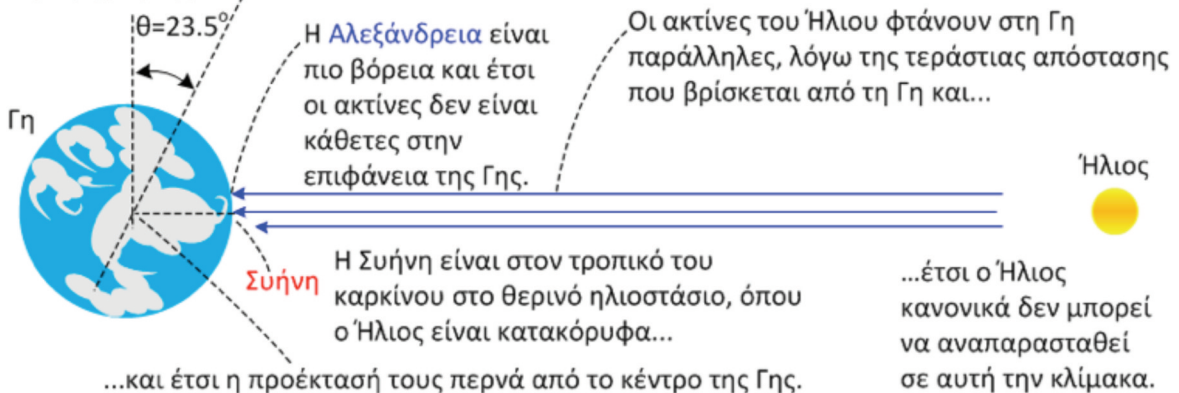 θ=23.5°
Γη
Η Αλεξάνδρεια είναι
πιο βόρεια και έτσι
οι ακτίνες δεν είναι
κάθετες στην
επιφάνεια της Γης.
Οι ακτίνες του Ήλιου φτάνουν στη Γη
παράλληλες, λόγω της τεράστιας απόστασης
που βρίσκεται από τη Γη και...
Ήλιος
Συήνη
Η Συήνη είναι στον τροπικό του
καρκίνου στο θερινό ηλιοστάσιο, όπου
ο Ήλιος είναι κατακόρυφα...
...έτσι ο Ήλιος
κανονικά δεν μπορεί
να αναπαρασταθεί
σε αυτή την κλίμακα.
...και έτσι η προέκτασή τους περνά από το κέντρο της Γης.